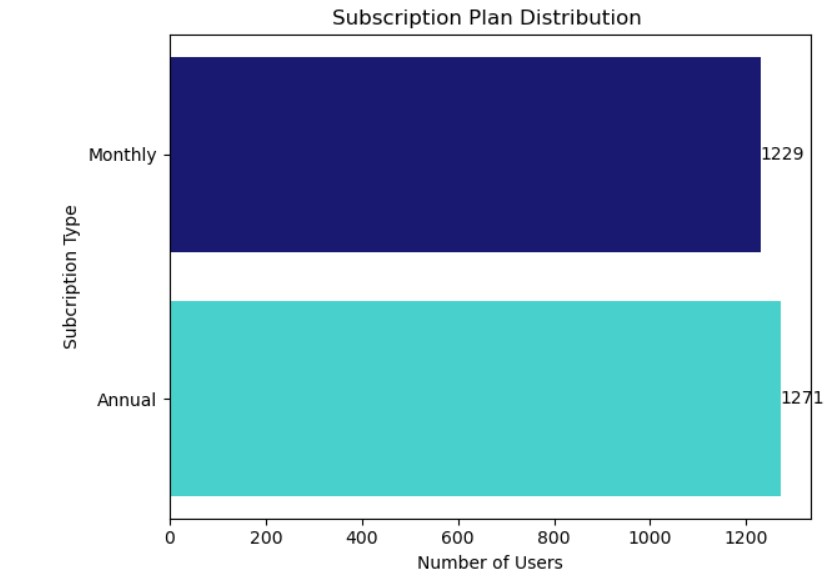 Subscription Plan Distribution
Monthly
1229
Subcription Type
Annual
1271
0 200 400 600 800 1000 1200
Number of Users